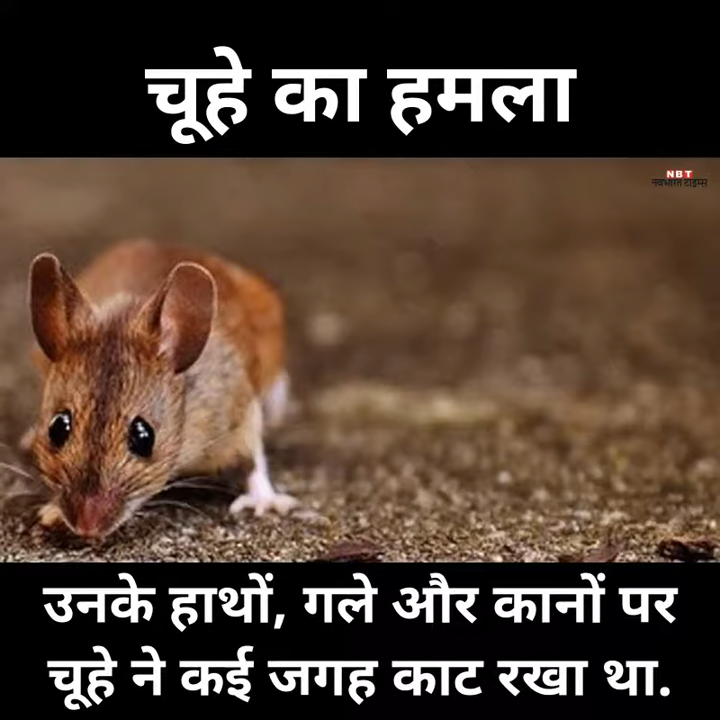 चूहे का हमला
NBT
नवभारत टाइम्स
उनके हाथों, गले और कानों पर
चूहे ने कई जगह काट रखा था.